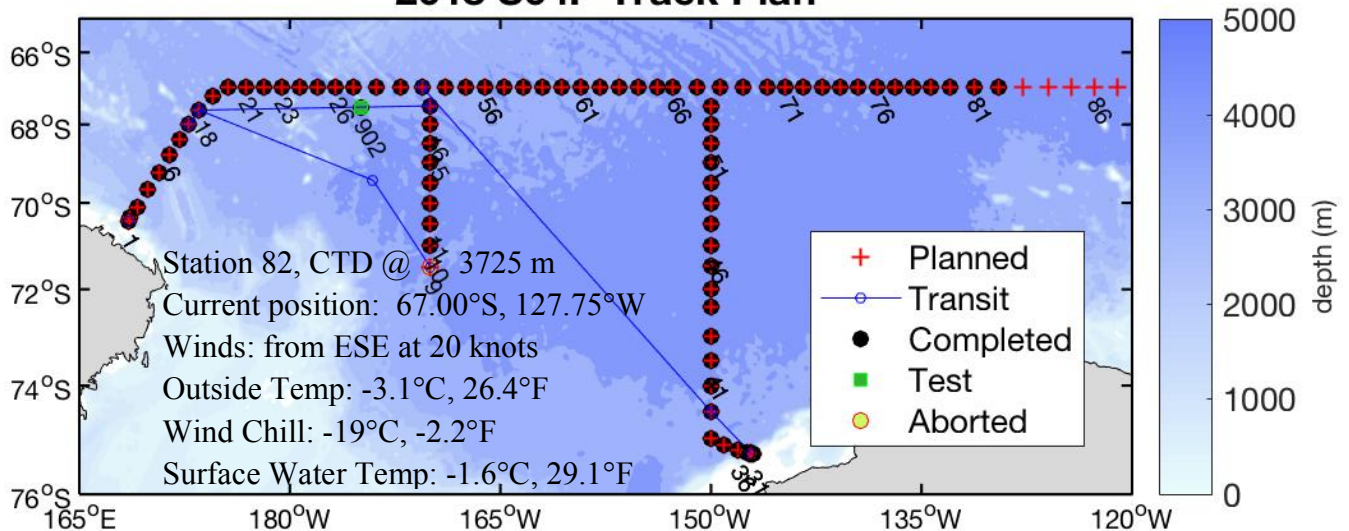 66°S
68°S
70°S
72°S
74°S
76°S
165°E
180°W
165°W
150°W
135°W
120°W
1
6
18
21
23
26
902
56
61
66
71
76
81
86
Station 82, CTD @ 3725 m
Current position: 67.00°S, 127.75°W
Winds: from ESE at 20 knots
Outside Temp: -3.1°C, 26.4°F
Wind Chill: -19°C, -2.2°F
Surface Water Temp: -1.6°C, 29.1°F
Planned
Transit
Completed
Test
Aborted
5000
4000
3000
2000
1000
0
depth (m)